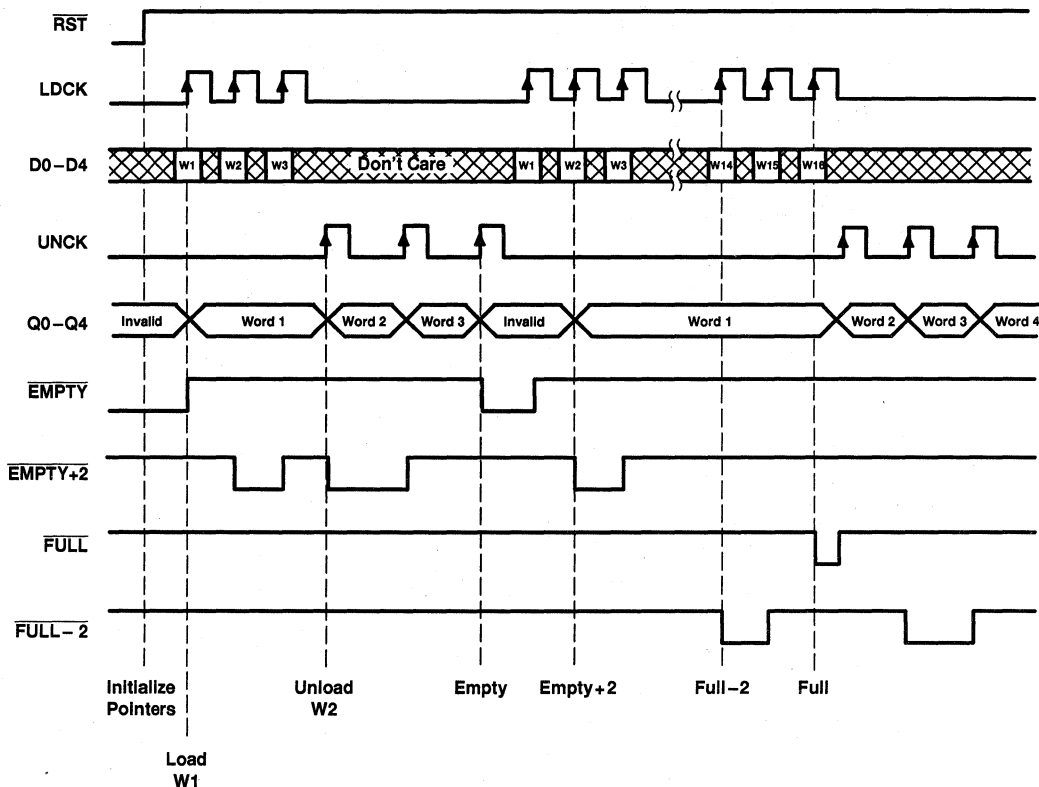 RST
LDCK
D0–D4
W1 W2 W3 Don't Care W1 W2 W3 W14 W15 W16
UNCK
Q0–Q4
Invalid Word 1 Word 2 Word 3 Invalid Word 1 Word 2 Word 3 Word 4
EMPTY
EMPTY+2
FULL
FULL–2
Initialize
Pointers
Load
W1
Unload
W2
Empty
Empty+2
Full–2
Full